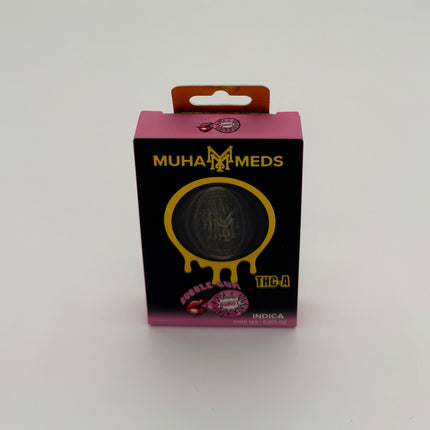 MUHA MEDS
THC-A
BUBBLE GUM
INDICA